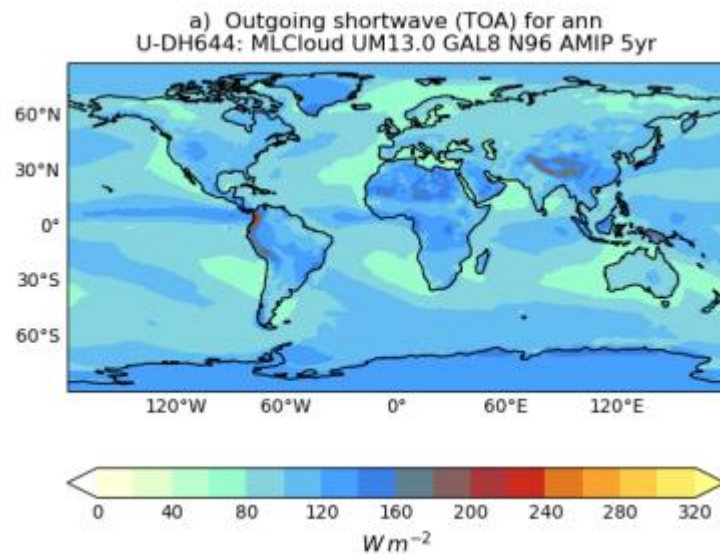 a) Outgoing shortwave (TOA) for ann
U-DH644: MLCloud UM13.0 GAL8 N96 AMIP 5yr
60°N
30°N
0°
30°S
60°S
120°W 60°W 0° 60°E 120°E
0 40 80 120 160 200 240 280 320
W m⁻²